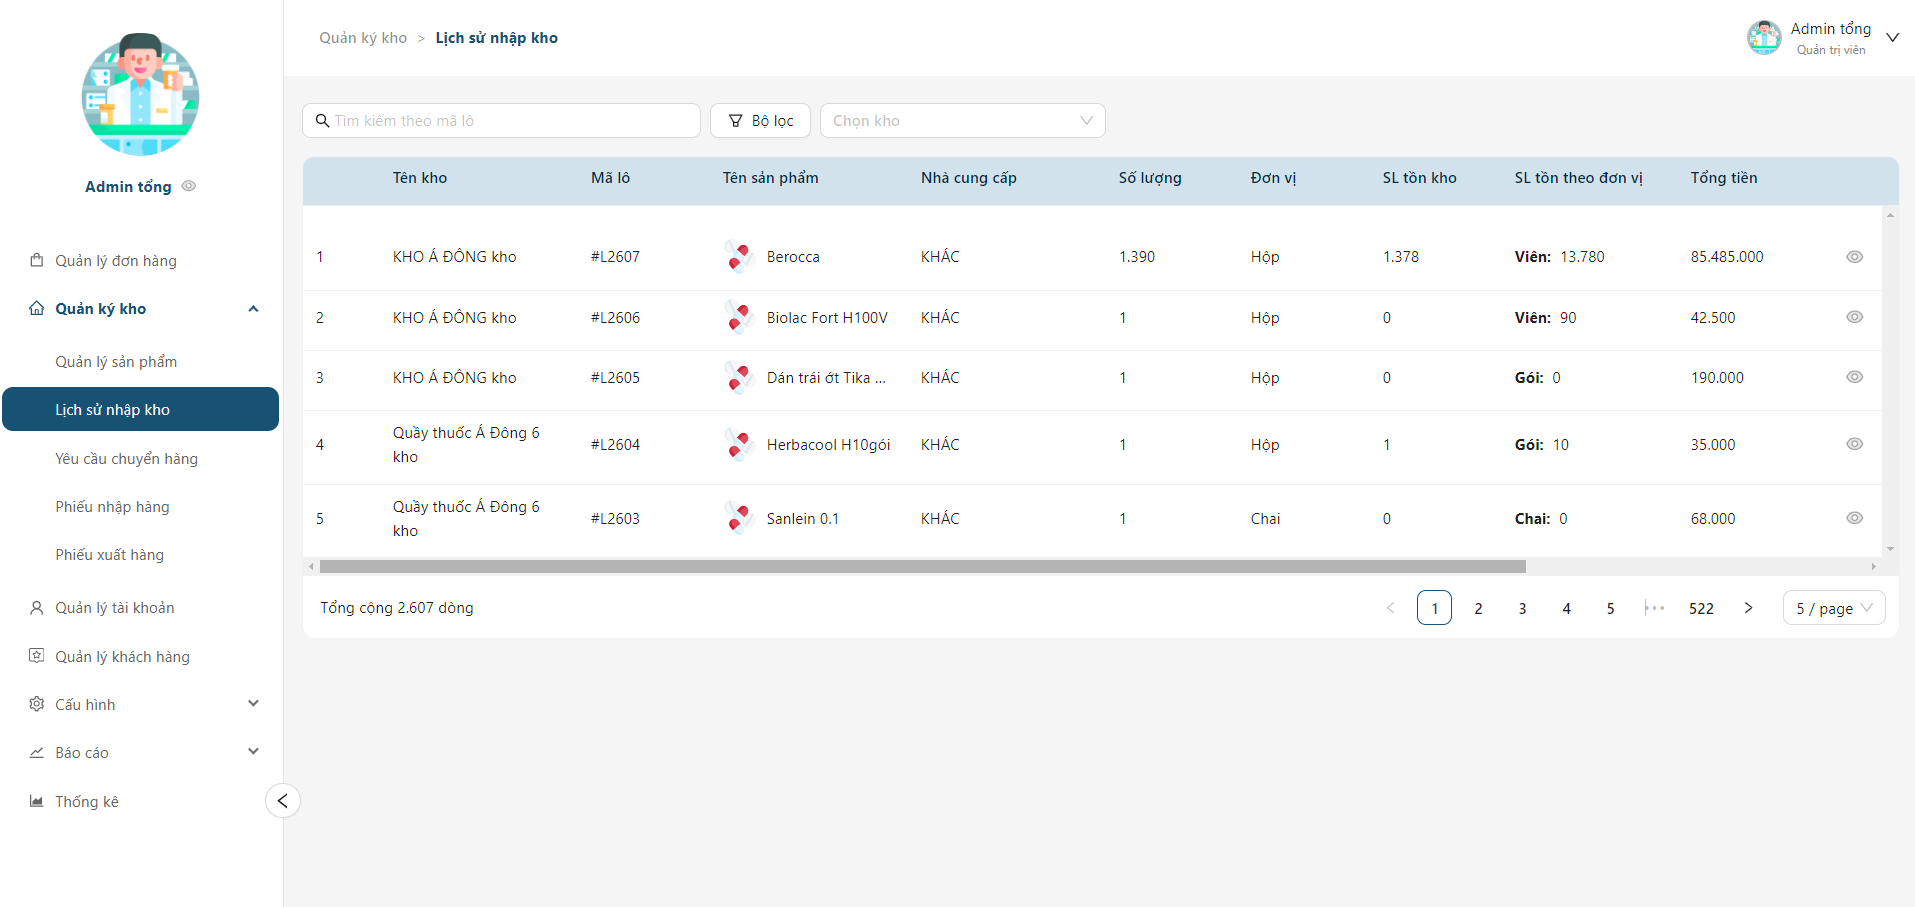 Admin tổng
Quản lý đơn hàng
Quản ký kho
Quản lý sản phẩm
Lịch sử nhập kho
Yêu cầu chuyển hàng
Phiếu nhập hàng
Phiếu xuất hàng
Quản lý tài khoản
Quản lý khách hàng
Cấu hình
Báo cáo
Thống kê
Quản ký kho > Lịch sử nhập kho
Admin tổng
Quản trị viên
Tìm kiếm theo mã lô
Bộ lọc
Chọn kho
Tên kho Mã lô Tên sản phẩm Nhà cung cấp Số lượng Đơn vị SL tồn kho SL tồn theo đơn vị Tổng tiền
1 KHO Á ĐÔNG kho #L2607 Berocca KHÁC 1.390 Hộp 1.378 Viên: 13.780 85.485.000
2 KHO Á ĐÔNG kho #L2606 Biolac Fort H100V KHÁC 1 Hộp 0 Viên: 90 42.500
3 KHO Á ĐÔNG kho #L2605 Dán trái ớt Tika ... KHÁC 1 Hộp 0 Gói: 0 190.000
4 Quầy thuốc Á Đông 6 kho #L2604 Herbacool H10gói KHÁC 1 Hộp 1 Gói: 10 35.000
5 Quầy thuốc Á Đông 6 kho #L2603 Sanlein 0.1 KHÁC 1 Chai 0 Chai: 0 68.000
Tổng cộng 2.607 dòng
< 1 2 3 4 5 ••• 522 > 5 / page